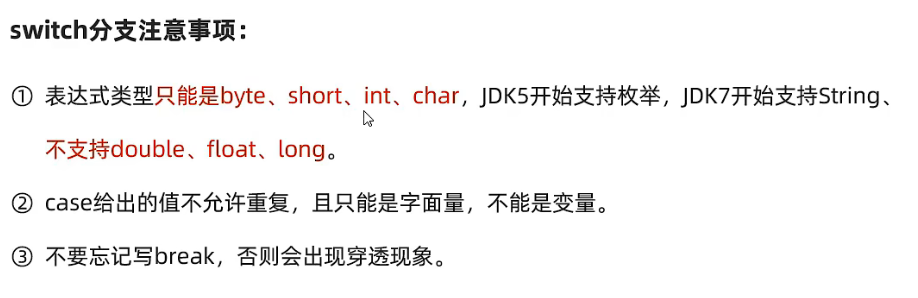 switch分支注意事项：
① 表达式类型只能是byte、short、int、char，JDK5开始支持枚举，JDK7开始支持String、
不支持double、float、long。
② case给出的值不允许重复，且只能是字面量，不能是变量。
③ 不要忘记写break，否则会出现穿透现象。